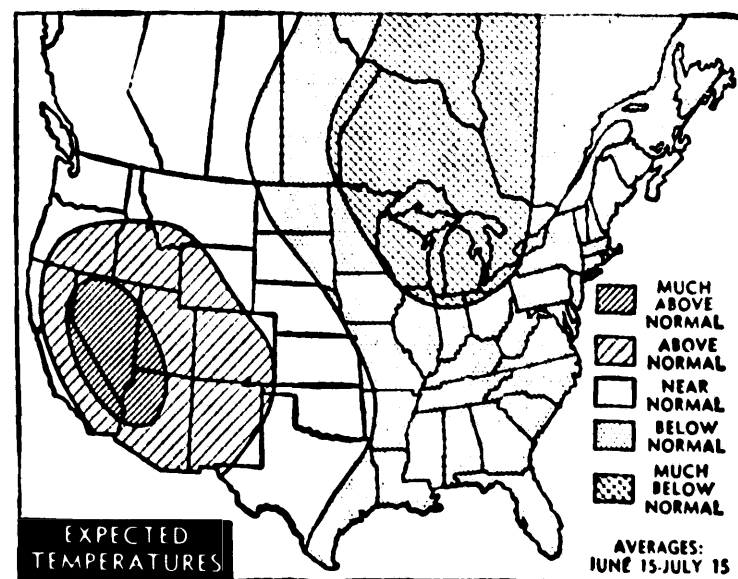 MUCH
ABOVE
NORMAL
ABOVE
NORMAL
NEAR
NORMAL
BELOW
NORMAL
MUCH
BELOW
NORMAL
EXPECTED
TEMPERATURES
AVERAGES:
JUNE 15-JULY 15